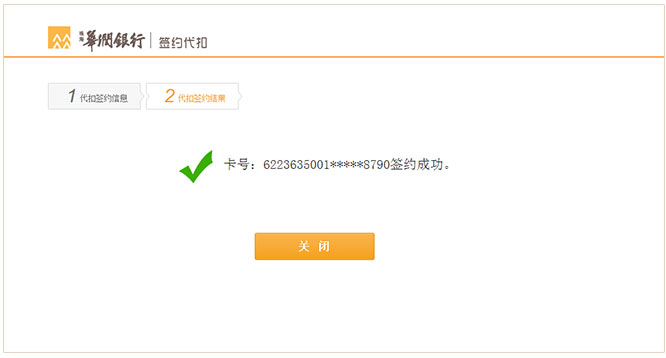 珠海
華潤銀行 | 签约代扣
1 代扣签约信息
2 代扣签约结果
卡号：6223635001*****8790签约成功。
关 闭